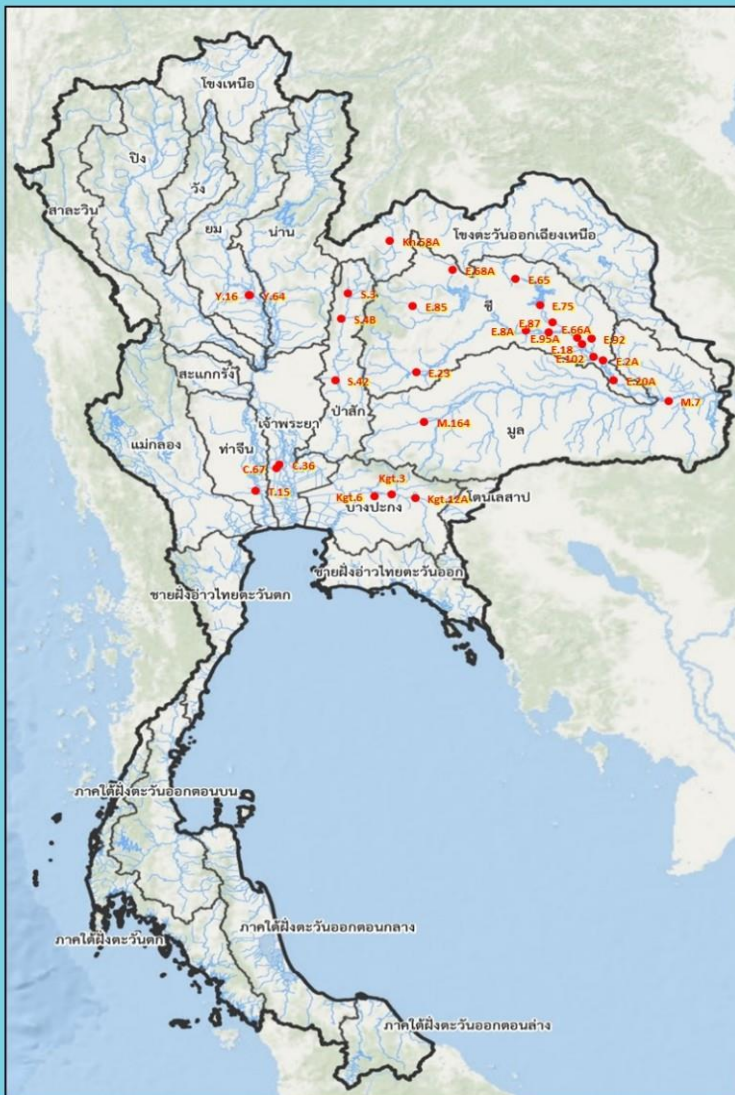 โขงเหนือ
ปิง
วัง
สาละวิน
ยม
น่าน
Kh.58A
โขงตะวันออกเฉียงเหนือ
E.68A
E.65
Y.16
Y.64
S.3
ชี
E.75
E.85
S.4B
E.87
E.8A
E.66A
E.95A
E.92
E.18
E.102
E.2A
สะแกกรัง
S.42
E.23
E.20A
ป่าสัก
M.7
เจ้าพระยา
M.164
มูล
แม่กลอง
ท่าจีน
C.67
C.36
T.15
Kgt.3
Kgt.6
Kgt.12A
โตนเลสาป
บางปะกง
ชายฝั่งอ่าวไทยตะวันออก
ชายฝั่งอ่าวไทยตะวันตก
ภาคใต้ฝั่งตะวันออกตอนบน
ภาคใต้ฝั่งตะวันออกตอนกลาง
ภาคใต้ฝั่งตะวันตก
ภาคใต้ฝั่งตะวันออกตอนล่าง